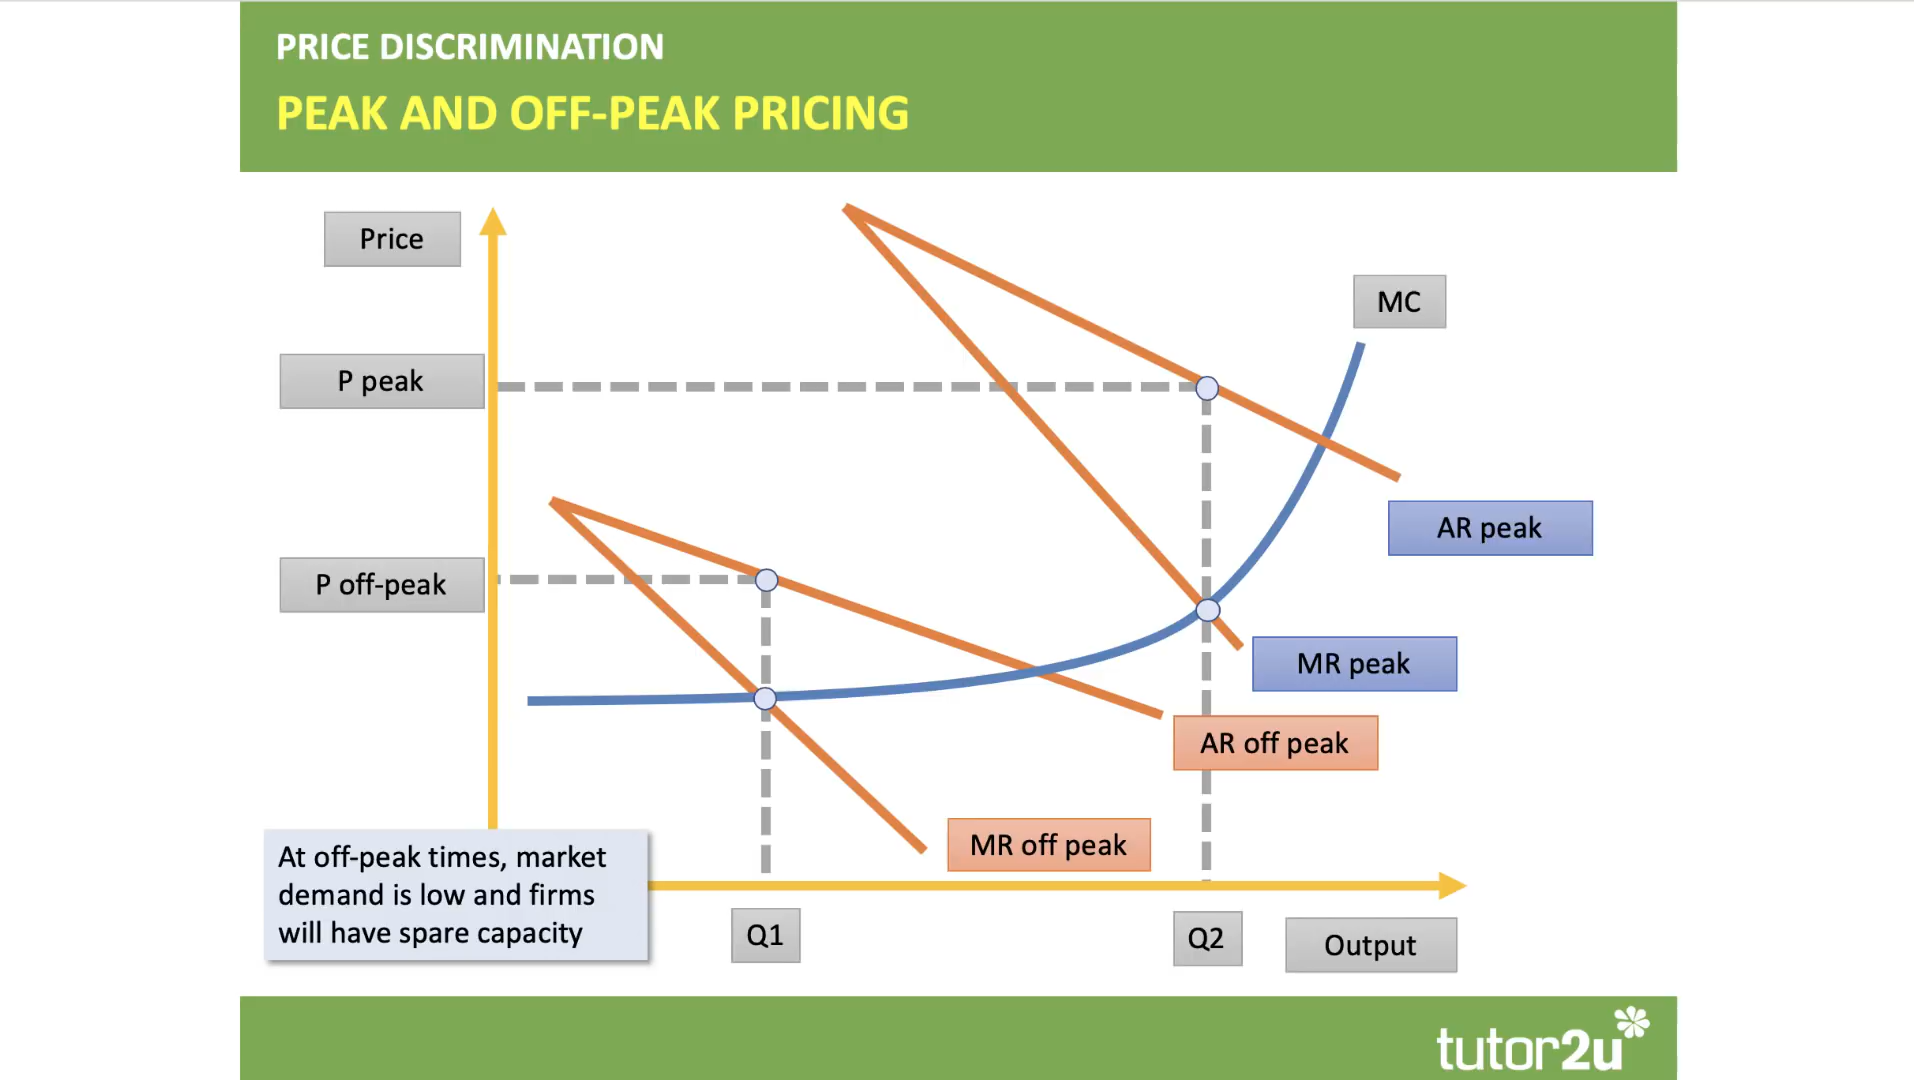 PRICE DISCRIMINATION
PEAK AND OFF-PEAK PRICING
Price
MC
P peak
AR peak
P off-peak
MR peak
AR off peak
MR off peak
At off-peak times, market
demand is low and firms
will have spare capacity
Q1
Q2
Output
tutor2u